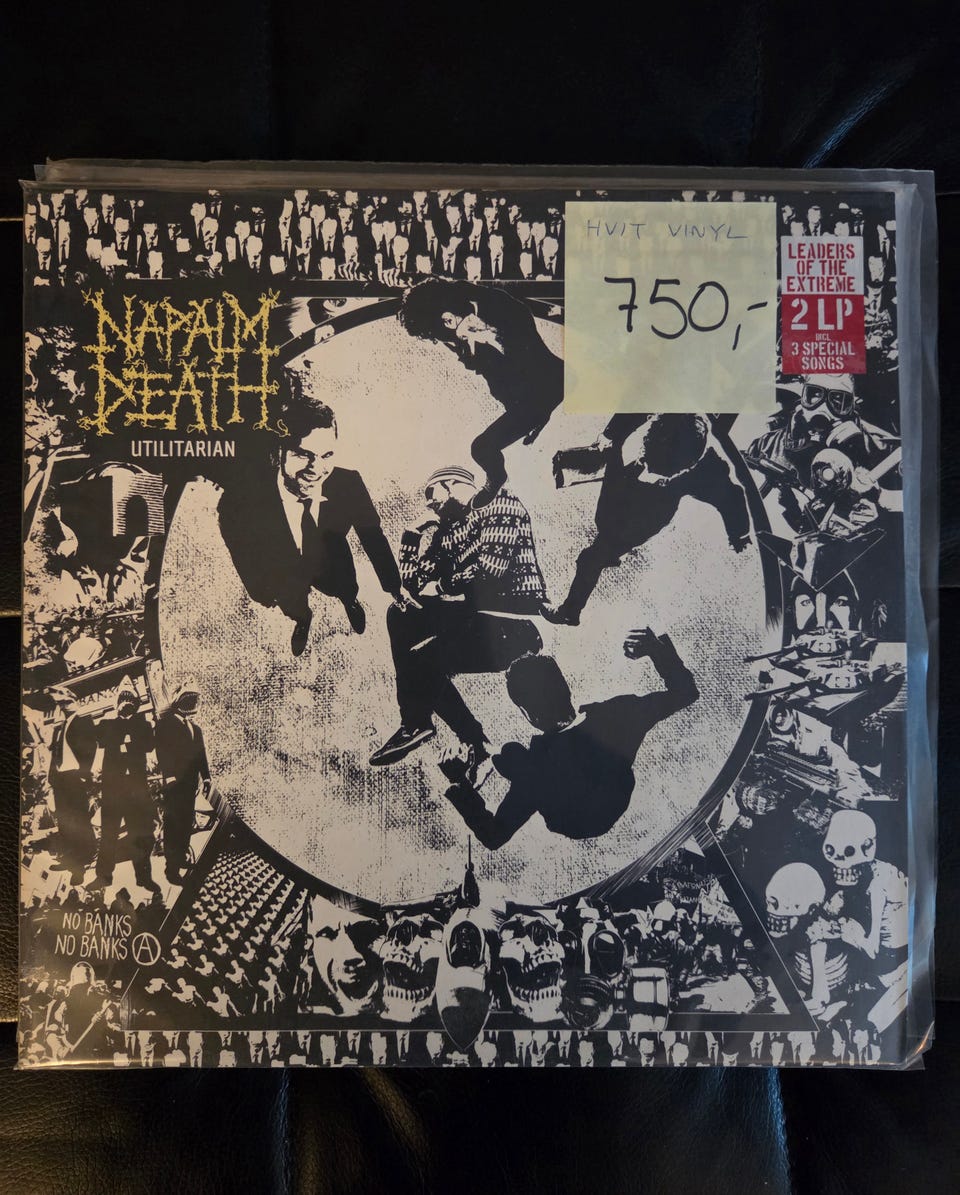 HVIT VINYL
750,-
LEADERS
OF THE
EXTREME
2 LP
INCL.
3 SPECIAL
SONGS
NAPALM
DEATH
UTILITARIAN
NO BANKS
NO BANKS Ⓐ